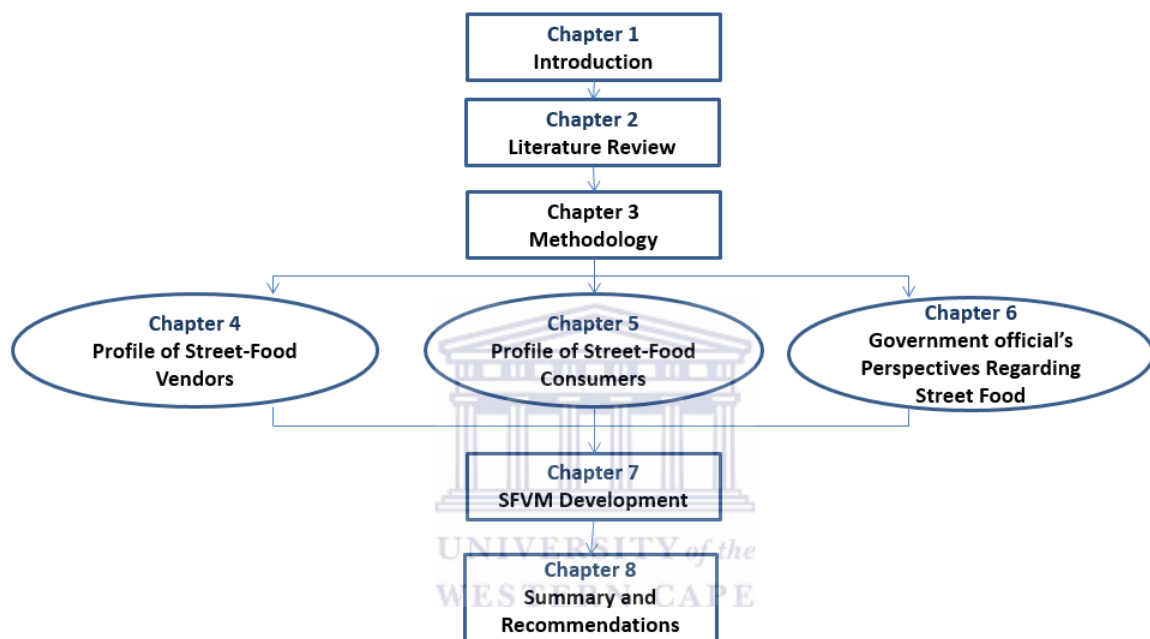 Chapter 1
Introduction
Chapter 2
Literature Review
Chapter 3
Methodology
Chapter 4
Profile of Street-Food
Vendors
Chapter 5
Profile of Street-Food
Consumers
Chapter 6
Government official’s
Perspectives Regarding
Street Food
Chapter 7
SFVM Development
UNIVERSITY of the
Chapter 8
Summary and
WESTERN CAPE
Recommendations